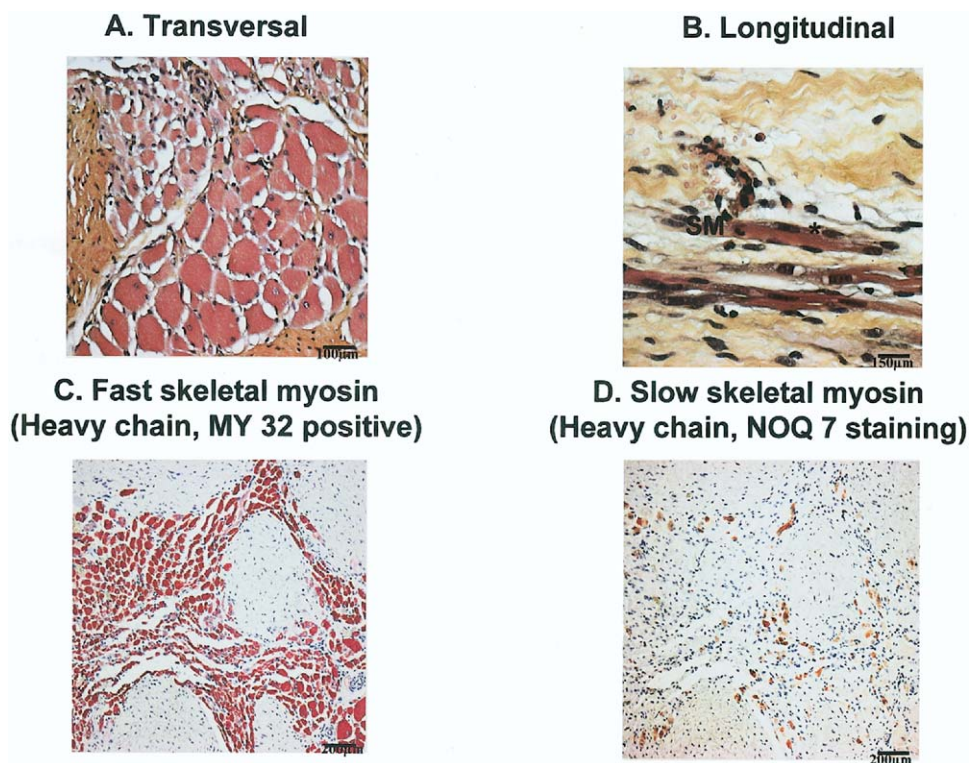 A. Transversal
B. Longitudinal
SM
*
100µm
150µm
C. Fast skeletal myosin
(Heavy chain, MY 32 positive)
D. Slow skeletal myosin
(Heavy chain, NOQ 7 staining)
200µm
200µm